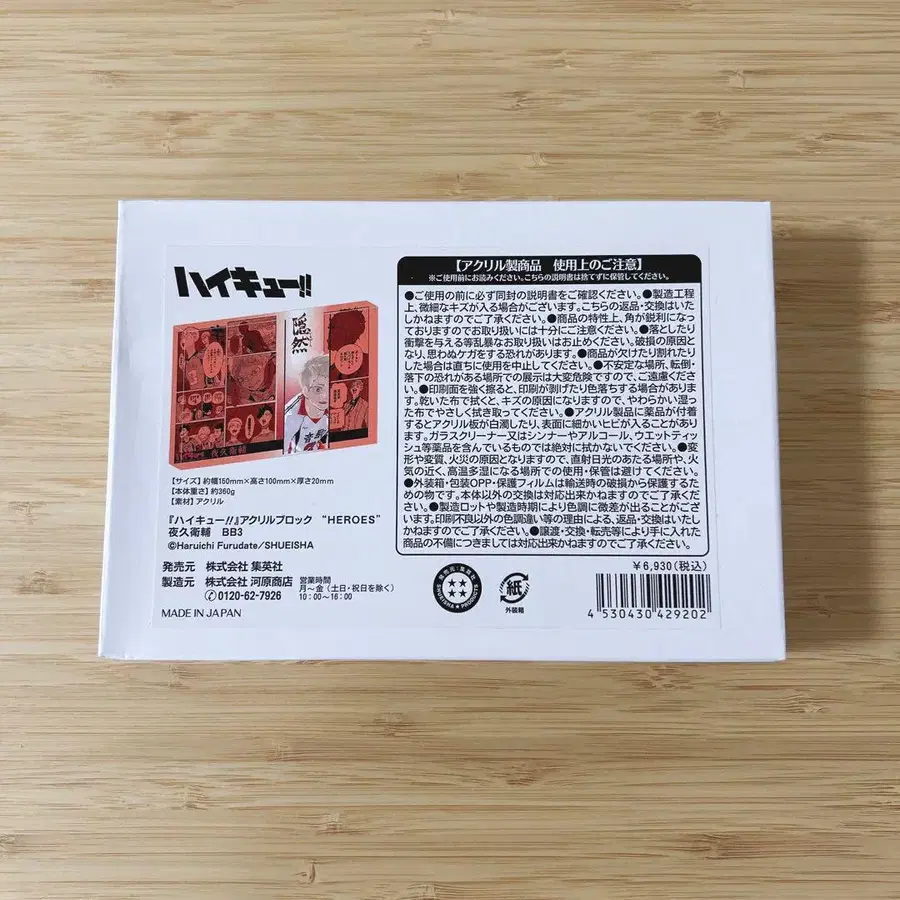 ハイキュー!!
隠然
夜久衛輔
【サイズ】約幅150mm×高さ100mm×厚さ20mm
【本体重さ】約360g
【素材】アクリル
『ハイキュー!!』アクリルブロック “HEROES”
夜久衛輔 BB3
©Haruichi Furudate/SHUEISHA
発売元 株式会社 集英社
製造元 株式会社 河原商店
0120-62-7926
営業時間
月～金(土日・祝日を除く)
10:00～16:00
MADE IN JAPAN
【アクリル製商品 使用上のご注意】
※ご使用前にお読みください。こちらの説明書は捨てずに保管してください。
●ご使用の前に必ず同封の説明書をご確認ください。●製造工程
上、微細なキズが入る場合がございます。こちらの返品・交換はいた
しかねますのでご了承ください。●商品の特性上、角が鋭利になっ
ておりますのでお取り扱いには十分にご注意ください。●落としたり
衝撃を与える等乱暴なお取り扱いはお止めください。破損の原因と
なり、思わぬケガをする恐れがあります。●商品が欠けたり割れたり
した場合は直ちに使用を中止してください。●不安定な場所、転倒・
落下の恐れがある場所での展示は大変危険ですので、ご遠慮くださ
い。●印刷面を強く擦ると、印刷が剥げたり色落ちする場合がありま
す。乾いた布で拭くと、キズの原因になりますので、やわらかい湿っ
た布でやさしく拭き取ってください。●アクリル製品に薬品が付着
するとアクリル板が白濁したり、表面に細かいヒビが入ることがあり
ます。ガラスクリーナー又はシンナーやアルコール、ウエットティッ
シュ等薬品を含んでいるものでは絶対に拭かないでください。●変
形や変質、火災の原因となりますので、直射日光のあたる場所や、火
気の近く、高温多湿になる場所での使用・保管は避けてください。
●外装箱・包装OPP・保護フィルムは輸送時の破損から保護するた
めの物です。本体以外の交換は対応出来かねますのでご了承くださ
い。●製造ロットや製造時期により色調に微差が出ることがござい
ます。印刷不良以外の色調違い等の理由による、返品・交換はいたし
かねますのでご了承ください。●譲渡・交換・転売等により手に入れた
商品の不備につきましては対応出来かねますのでご了承ください。
発売元:集英社
SHUEISHA PRODUCTS
紙
外装箱
￥6,930(税込)
4 530430 429202